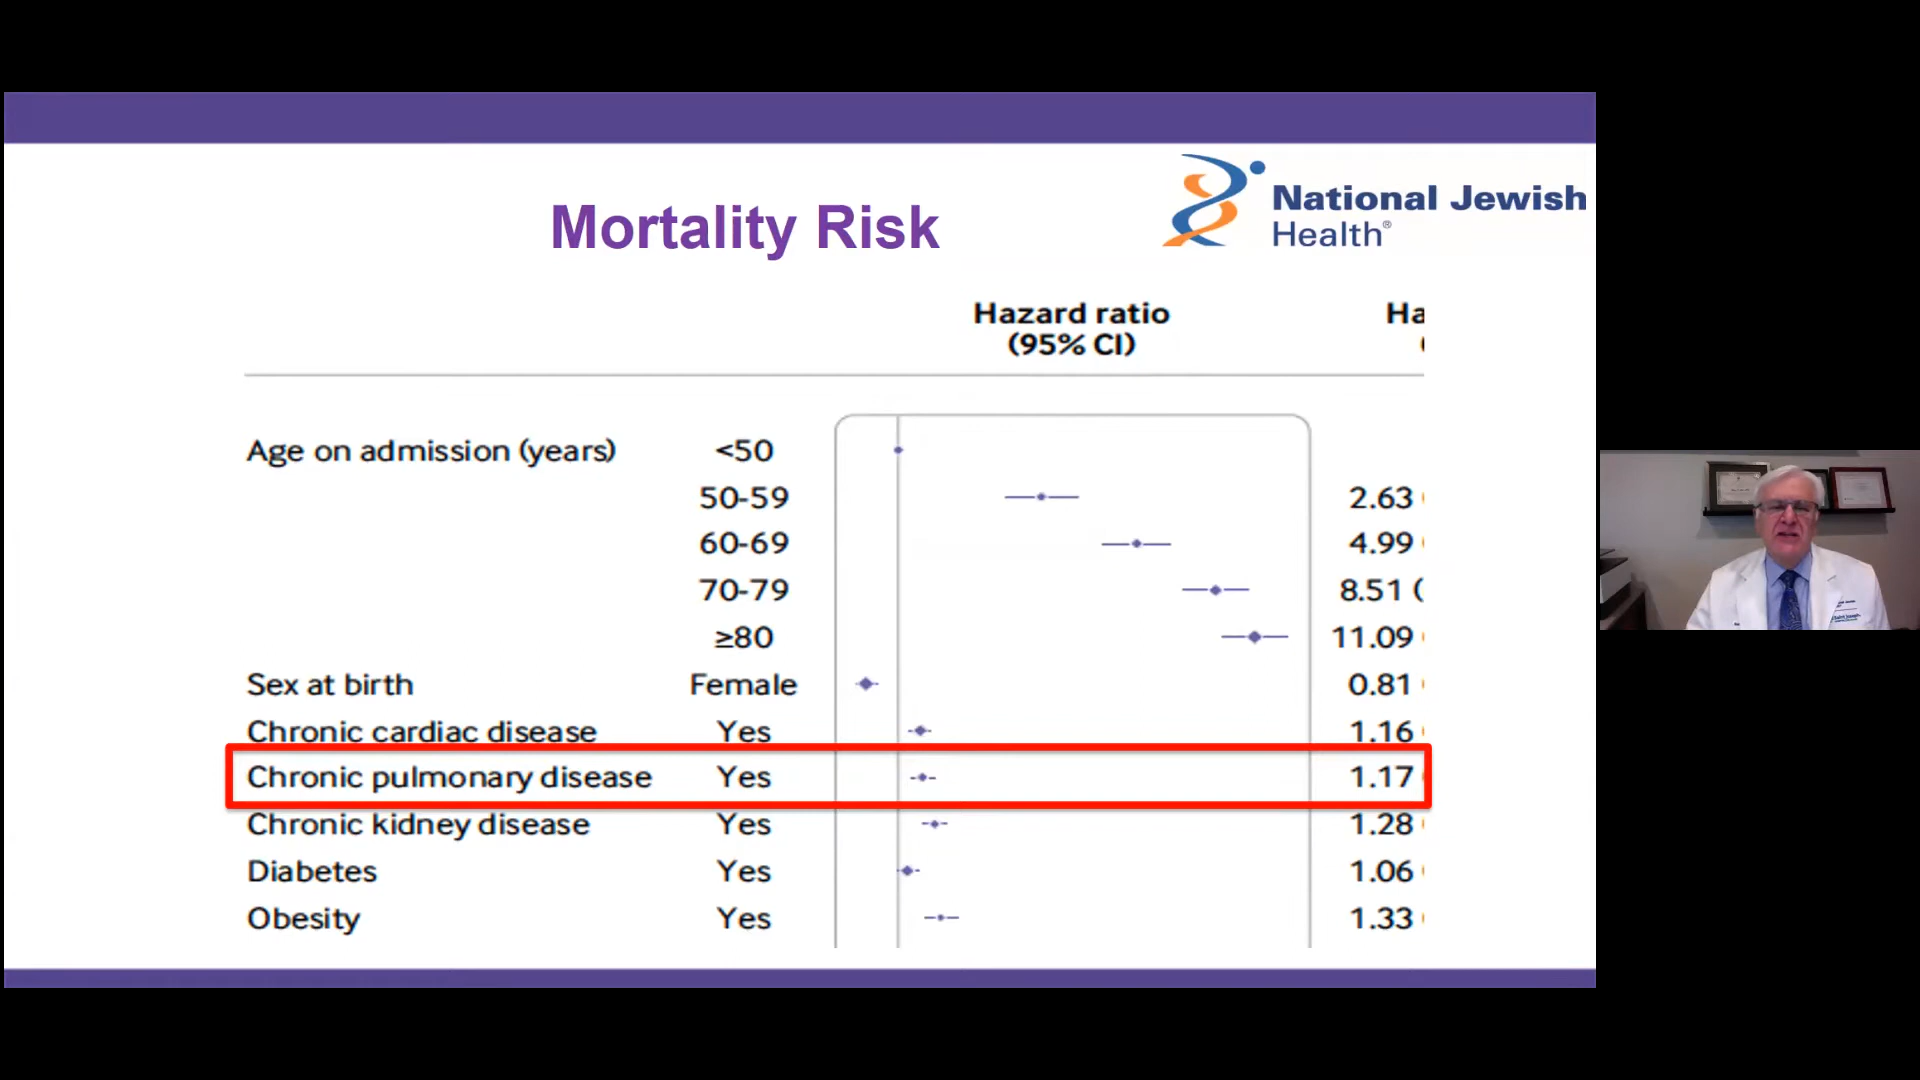 National Jewish
Health®
Mortality Risk
Hazard ratio
(95% CI)
Ha
Age on admission (years) <50
50-59 2.63
60-69 4.99
70-79 8.51 (
≥80 11.09
Sex at birth Female 0.81
Chronic cardiac disease Yes 1.16
Chronic pulmonary disease Yes 1.17
Chronic kidney disease Yes 1.28
Diabetes Yes 1.06
Obesity Yes 1.33